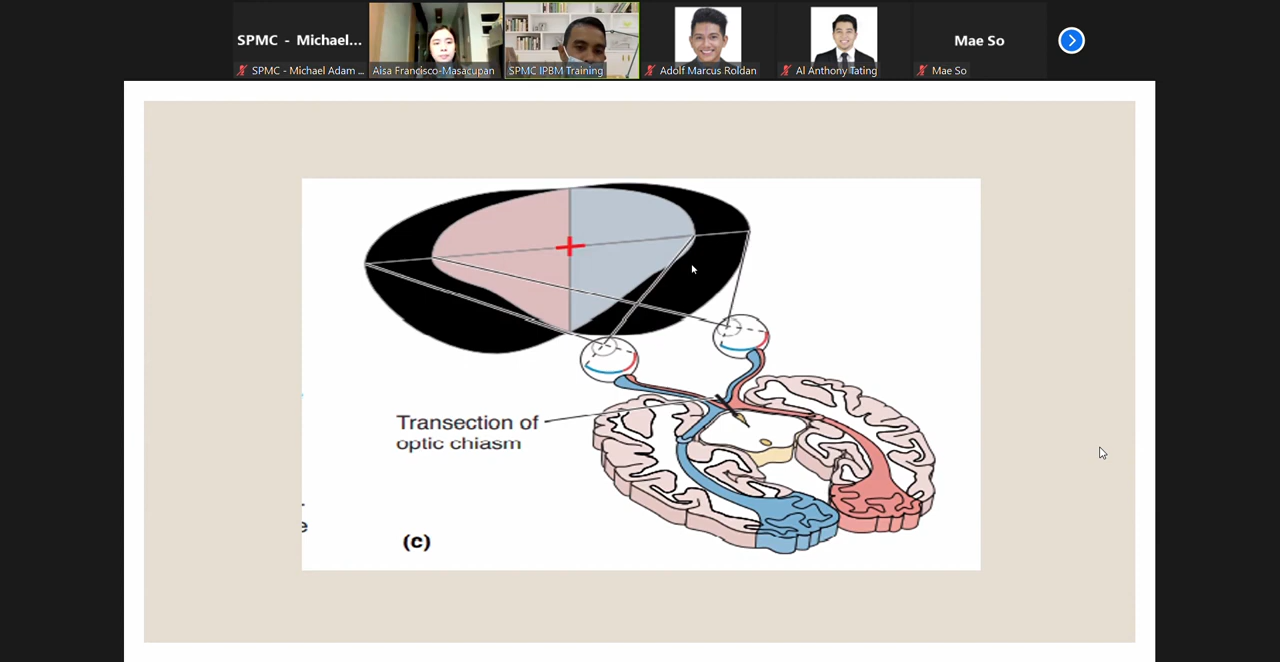 SPMC - Michael...
Mae So
SPMC - Michael Adam ...
Aisa Francisco-Masacupan
SPMC IPBM Training
Adolf Marcus Roldan
Al Anthony Tating
Mae So
Transection of
optic chiasm
e
(c)